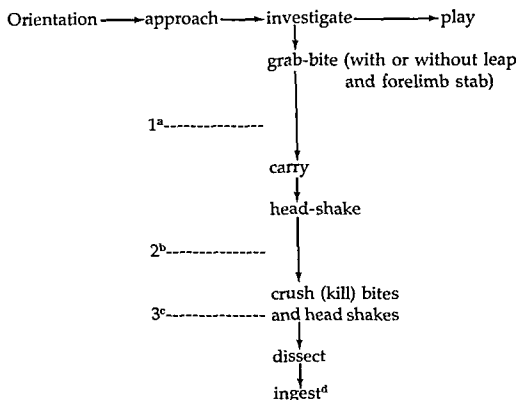 Orientation approach investigate play
grab-bite (with or without leap
and forelimb stab)
1a
carry
head-shake
2b
crush (kill) bites
3c and head shakes
dissect
ingestd